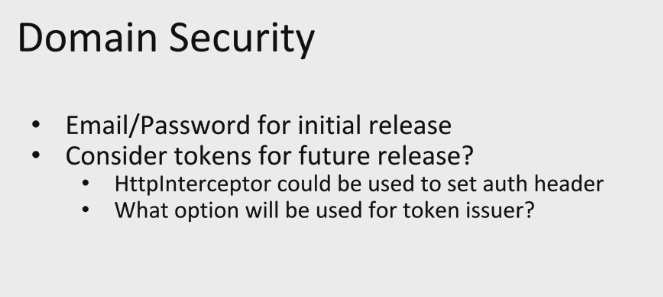 Domain Security
• Email/Password for initial release
• Consider tokens for future release?
• HttpInterceptor could be used to set auth header
• What option will be used for token issuer?